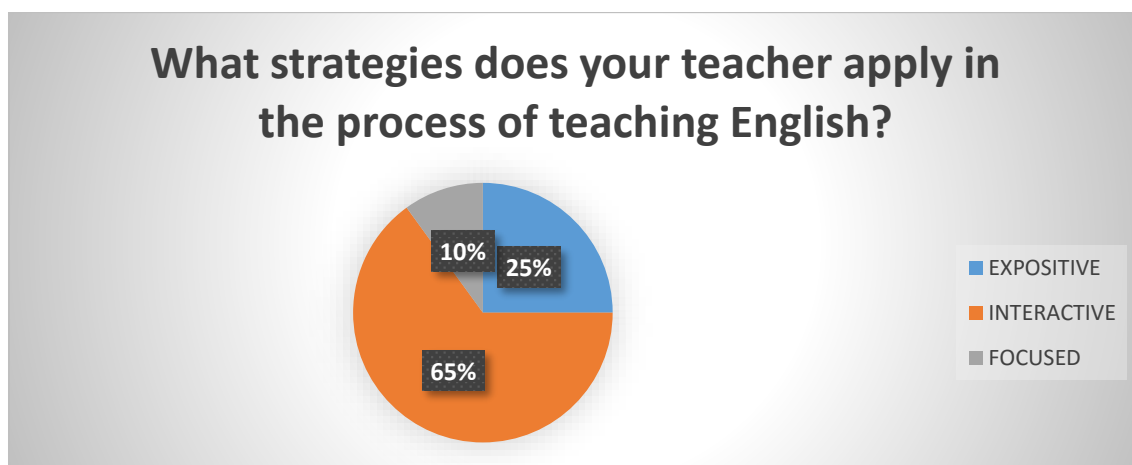 What strategies does your teacher apply in
the process of teaching English?
10%
25%
65%
EXPOSITIVE
INTERACTIVE
FOCUSED